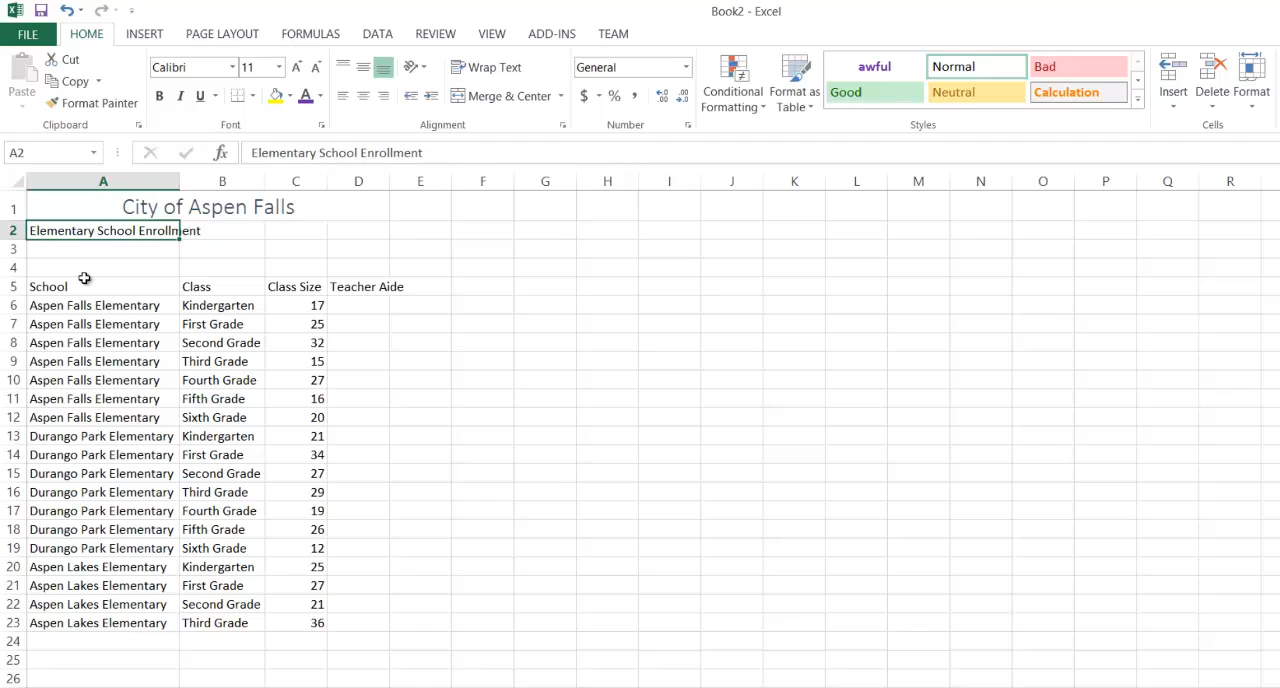 Book2 - Excel
FILE HOME INSERT PAGE LAYOUT FORMULAS DATA REVIEW VIEW ADD-INS TEAM
Cut
Copy
Format Painter
Paste
Clipboard
Calibri 11
B I U A
Font
Wrap Text
Merge & Center
Alignment
General
$ % ,
Number
Conditional Formatting
Format as Table
awful Normal Bad
Good Neutral Calculation
Styles
Insert Delete Format
Cells
A2 fx Elementary School Enrollment
A B C D E F G H I J K L M N O P Q R
1 City of Aspen Falls
2 Elementary School Enrollment
3
4
5 School Class Class Size Teacher Aide
6 Aspen Falls Elementary Kindergarten 17
7 Aspen Falls Elementary First Grade 25
8 Aspen Falls Elementary Second Grade 32
9 Aspen Falls Elementary Third Grade 15
10 Aspen Falls Elementary Fourth Grade 27
11 Aspen Falls Elementary Fifth Grade 16
12 Aspen Falls Elementary Sixth Grade 20
13 Durango Park Elementary Kindergarten 21
14 Durango Park Elementary First Grade 34
15 Durango Park Elementary Second Grade 27
16 Durango Park Elementary Third Grade 29
17 Durango Park Elementary Fourth Grade 19
18 Durango Park Elementary Fifth Grade 26
19 Durango Park Elementary Sixth Grade 12
20 Aspen Lakes Elementary Kindergarten 25
21 Aspen Lakes Elementary First Grade 27
22 Aspen Lakes Elementary Second Grade 21
23 Aspen Lakes Elementary Third Grade 36
24
25
26